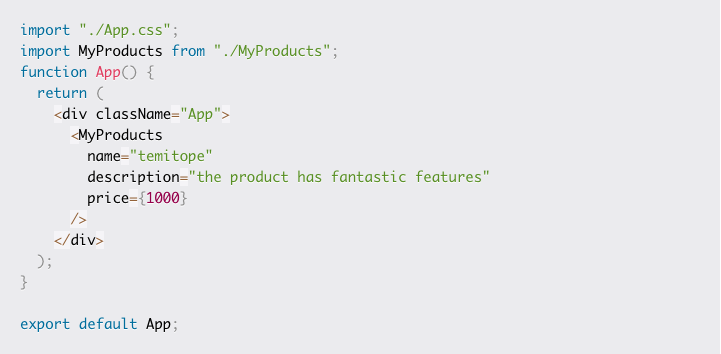 import "./App.css";
import MyProducts from "./MyProducts";
function App() {
  return (
    <div className="App">
      <MyProducts
        name="temitope"
        description="the product has fantastic features"
        price={1000}
      />
    </div>
  );
}

export default App;